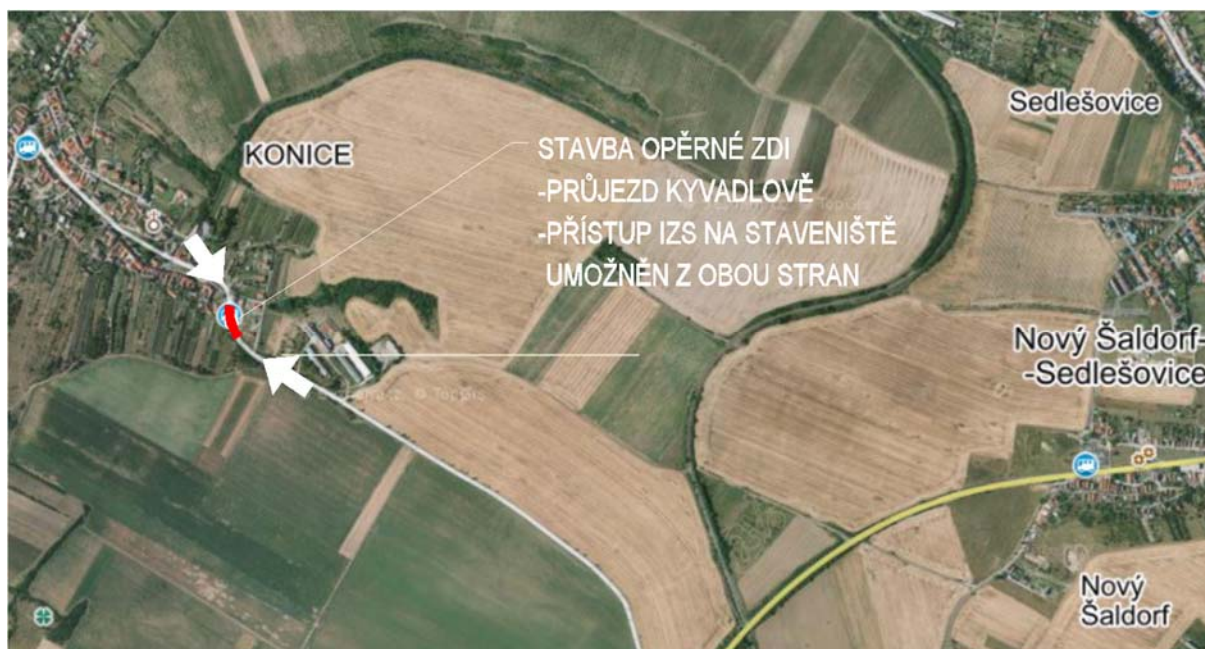 Sedlešovice
KONICE
STAVBA OPĚRNÉ ZDI
-PRŮJEZD KYVADLOVĚ
-PŘÍSTUP IZS NA STAVENIŠTĚ
UMOŽNĚN Z OBOU STRAN
Nový Šaldorf-
-Sedlešovice
Nový
Šaldorf